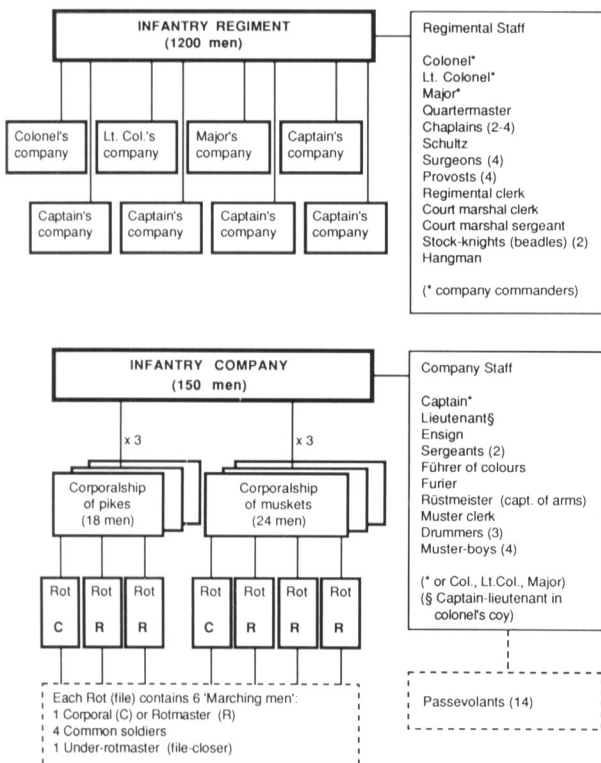 INFANTRY REGIMENT
(1200 men)
Colonel's
company
Lt. Col.'s
company
Major's
company
Captain's
company
Captain's
company
Captain's
company
Captain's
company
Captain's
company
Regimental Staff
Colonel*
Lt. Colonel*
Major*
Quartermaster
Chaplains (2-4)
Schultz
Surgeons (4)
Provosts (4)
Regimental clerk
Court marshal clerk
Court marshal sergeant
Stock-knights (beadles) (2)
Hangman
(* company commanders)
INFANTRY COMPANY
(150 men)
x 3
x 3
Corporalship
of pikes
(18 men)
Corporalship
of muskets
(24 men)
Rot
C
Rot
R
Rot
R
Rot
C
Rot
R
Rot
R
Rot
R
Each Rot (file) contains 6 'Marching men':
1 Corporal (C) or Rotmaster (R)
4 Common soldiers
1 Under-rotmaster (file-closer)
Company Staff
Captain*
Lieutenant§
Ensign
Sergeants (2)
Führer of colours
Furier
Rüstmeister (capt. of arms)
Muster clerk
Drummers (3)
Muster-boys (4)
(* or Col., Lt.Col., Major)
(§ Captain-lieutenant in
colonel's coy)
Passevolants (14)